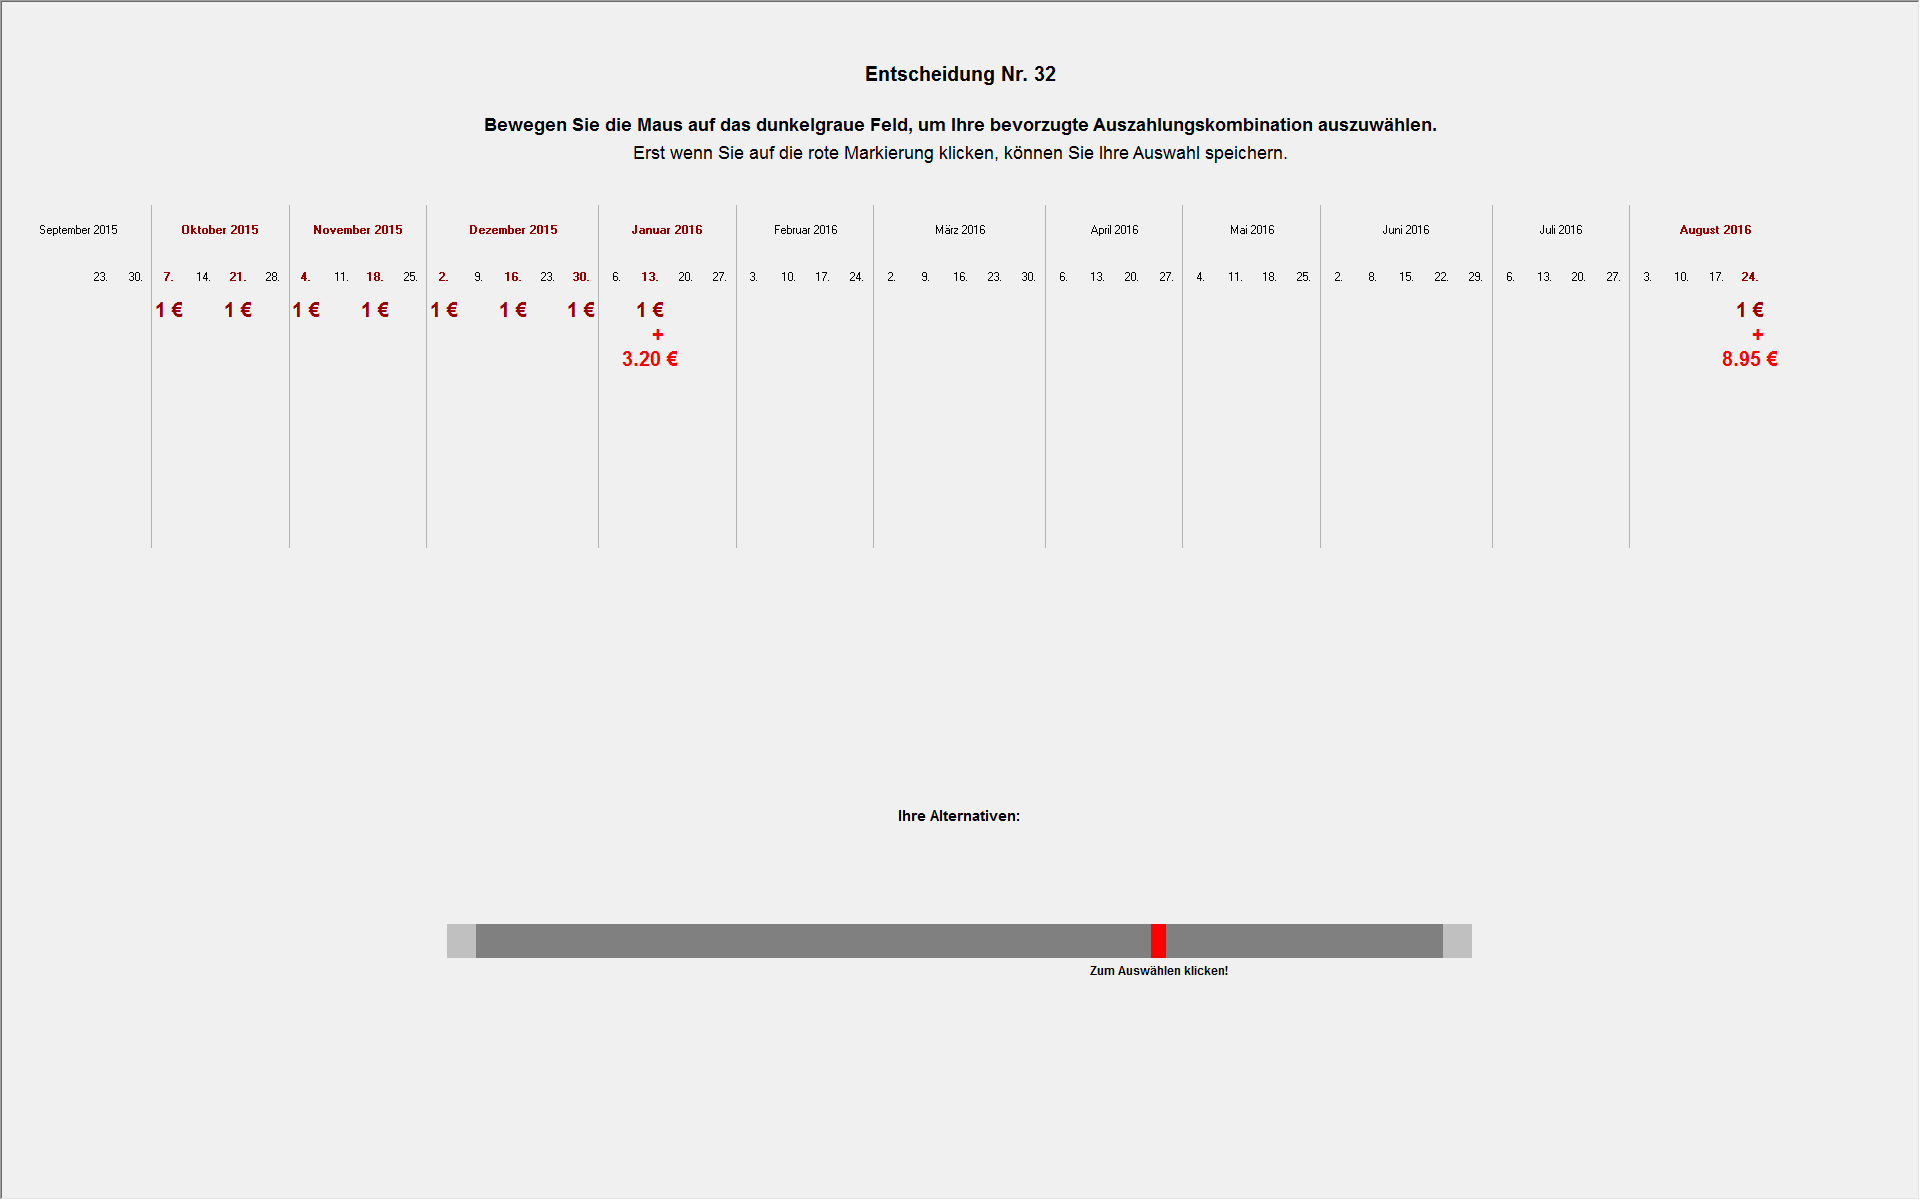 Entscheidung Nr. 32
Bewegen Sie die Maus auf das dunkelgraue Feld, um Ihre bevorzugte Auszahlungskombination auszuwählen.
Erst wenn Sie auf die rote Markierung klicken, können Sie Ihre Auswahl speichern.
September 2015 Oktober 2015 November 2015 Dezember 2015 Januar 2016 Februar 2016 März 2016 April 2016 Mai 2016 Juni 2016 Juli 2016 August 2016
23. 30. 7. 14. 21. 28. 4. 11. 18. 25. 2. 9. 16. 23. 30. 6. 13. 20. 27. 3. 10. 17. 24. 2. 9. 16. 23. 30. 6. 13. 20. 27. 4. 11. 18. 25. 2. 8. 15. 22. 29. 6. 13. 20. 27. 3. 10. 17. 24.
1 € 1 € 1 € 1 € 1 € 1 € 1 € 1 € 1 €
+ +
3.20 € 8.95 €
Ihre Alternativen:
Zum Auswählen klicken!